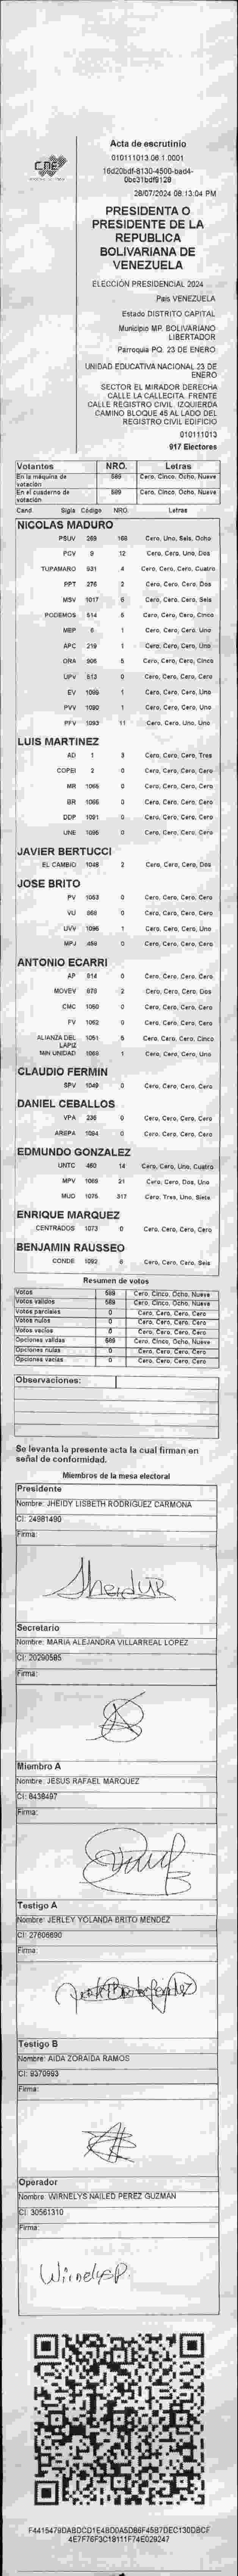 CNE
Acta de escrutinio
010111013.06.1.0001
16d20bdf-8130-4500-bad4-
0bc31bdf9128
28/07/2024 08:13:04 PM
PRESIDENTA O
PRESIDENTE DE LA
REPUBLICA
BOLIVARIANA DE
VENEZUELA
ELECCIÓN PRESIDENCIAL 2024
País VENEZUELA
Estado DISTRITO CAPITAL
Municipio MP. BOLIVARIANO
LIBERTADOR
Parroquia PQ. 23 DE ENERO
UNIDAD EDUCATIVA NACIONAL 23 DE
ENERO
SECTOR EL MIRADOR DERECHA
CALLE LA CALLECITA. FRENTE
CALLE REGISTRO CIVIL. IZQUIERDA
CAMINO BLOQUE 45 AL LADO DEL
REGISTRO CIVIL EDIFICIO
010111013
917 Electores
Votantes NRO. Letras
En la máquina de votación 589 Cero, Cinco, Ocho, Nueve
En el cuaderno de votación 589 Cero, Cinco, Ocho, Nueve
Cand. Sigla Código NRO. Letras
NICOLAS MADURO
PSUV 269 168 Cero, Uno, Seis, Ocho
PCV 9 12 Cero, Cero, Uno, Dos
TUPAMARO 931 4 Cero, Cero, Cero, Cuatro
PPT 276 2 Cero, Cero, Cero, Dos
MSV 1017 6 Cero, Cero, Cero, Seis
PODEMOS 514 5 Cero, Cero, Cero, Cinco
MEP 6 1 Cero, Cero, Cero, Uno
APC 219 1 Cero, Cero, Cero, Uno
ORA 906 5 Cero, Cero, Cero, Cinco
UPV 813 0 Cero, Cero, Cero, Cero
EV 1089 1 Cero, Cero, Cero, Uno
PVV 1090 1 Cero, Cero, Cero, Uno
PFV 1093 11 Cero, Cero, Uno, Uno
LUIS MARTINEZ
AD 1 3 Cero, Cero, Cero, Tres
COPEI 2 0 Cero, Cero, Cero, Cero
MR 1065 0 Cero, Cero, Cero, Cero
BR 1066 0 Cero, Cero, Cero, Cero
DDP 1091 0 Cero, Cero, Cero, Cero
UNE 1095 0 Cero, Cero, Cero, Cero
JAVIER BERTUCCI
EL CAMBIO 1048 2 Cero, Cero, Cero, Dos
JOSE BRITO
PV 1053 0 Cero, Cero, Cero, Cero
VU 868 0 Cero, Cero, Cero, Cero
UVV 1096 1 Cero, Cero, Cero, Uno
MPJ 459 0 Cero, Cero, Cero, Cero
ANTONIO ECARRI
AP 914 0 Cero, Cero, Cero, Cero
MOVEV 879 2 Cero, Cero, Cero, Dos
CMC 1050 0 Cero, Cero, Cero, Cero
FV 1062 0 Cero, Cero, Cero, Cero
ALIANZA DEL LAPIZ 1051 5 Cero, Cero, Cero, Cinco
MIN UNIDAD 1068 1 Cero, Cero, Cero, Uno
CLAUDIO FERMIN
SPV 1049 0 Cero, Cero, Cero, Cero
DANIEL CEBALLOS
VPA 236 0 Cero, Cero, Cero, Cero
AREPA 1094 0 Cero, Cero, Cero, Cero
EDMUNDO GONZALEZ
UNTC 460 14 Cero, Cero, Uno, Cuatro
MPV 1069 21 Cero, Cero, Dos, Uno
MUD 1075 317 Cero, Tres, Uno, Siete
ENRIQUE MARQUEZ
CENTRADOS 1073 0 Cero, Cero, Cero, Cero
BENJAMIN RAUSSEO
CONDE 1092 6 Cero, Cero, Cero, Seis
Resumen de votos
Votos 589 Cero, Cinco, Ocho, Nueve
Votos válidos 589 Cero, Cinco, Ocho, Nueve
Votos parciales 0 Cero, Cero, Cero, Cero
Votos nulos 0 Cero, Cero, Cero, Cero
Votos vacíos 0 Cero, Cero, Cero, Cero
Opciones válidas 589 Cero, Cinco, Ocho, Nueve
Opciones nulas 0 Cero, Cero, Cero, Cero
Opciones vacías 0 Cero, Cero, Cero, Cero
Observaciones:
Se levanta la presente acta la cual firman en
señal de conformidad.
Miembros de la mesa electoral
Presidente
Nombre: JHEIDY LISBETH RODRIGUEZ CARMONA
CI: 24981490
Firma:
JheidyR
Secretario
Nombre: MARIA ALEJANDRA VILLARREAL LOPEZ
CI: 20290585
Firma:
Miembro A
Nombre: JESUS RAFAEL MARQUEZ
CI: 8438497
Firma:
Testigo A
Nombre: JERLEY YOLANDA BRITO MENDEZ
CI: 27606690
Firma:
Testigo B
Nombre: AIDA ZORAIDA RAMOS
CI: 9370993
Firma:
Operador
Nombre: WIRNELYS NAILED PEREZ GUZMAN
CI: 30561310
Firma:
WirnelysP.
F4415479DABDCD1E4BD0A5D86F4587DEC130DBCF
4E7F76F3C18111F74E029247